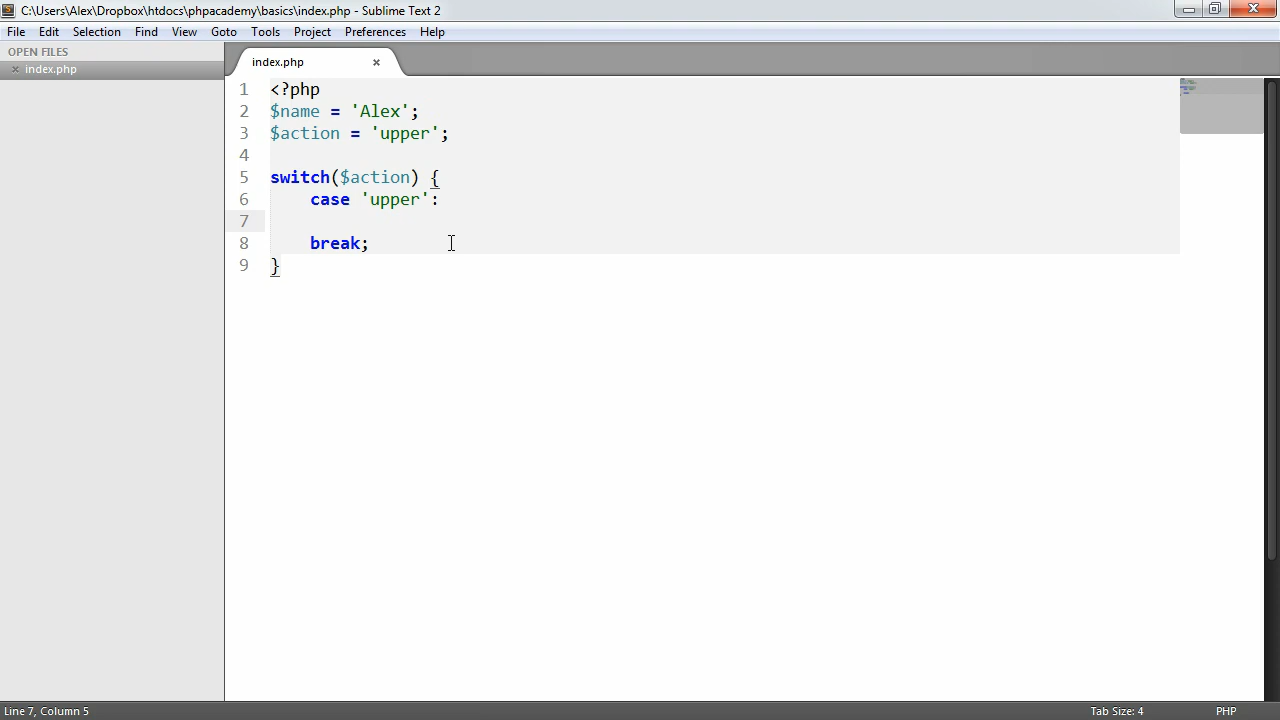 C:\Users\Alex\Dropbox\htdocs\phpacademy\basics\index.php - Sublime Text 2
File Edit Selection Find View Goto Tools Project Preferences Help
OPEN FILES
index.php
index.php
1 <?php
2 $name = 'Alex';
3 $action = 'upper';
4
5 switch($action) {
6 case 'upper':
7
8 break;
9 }
Line 7, Column 5
Tab Size: 4
PHP